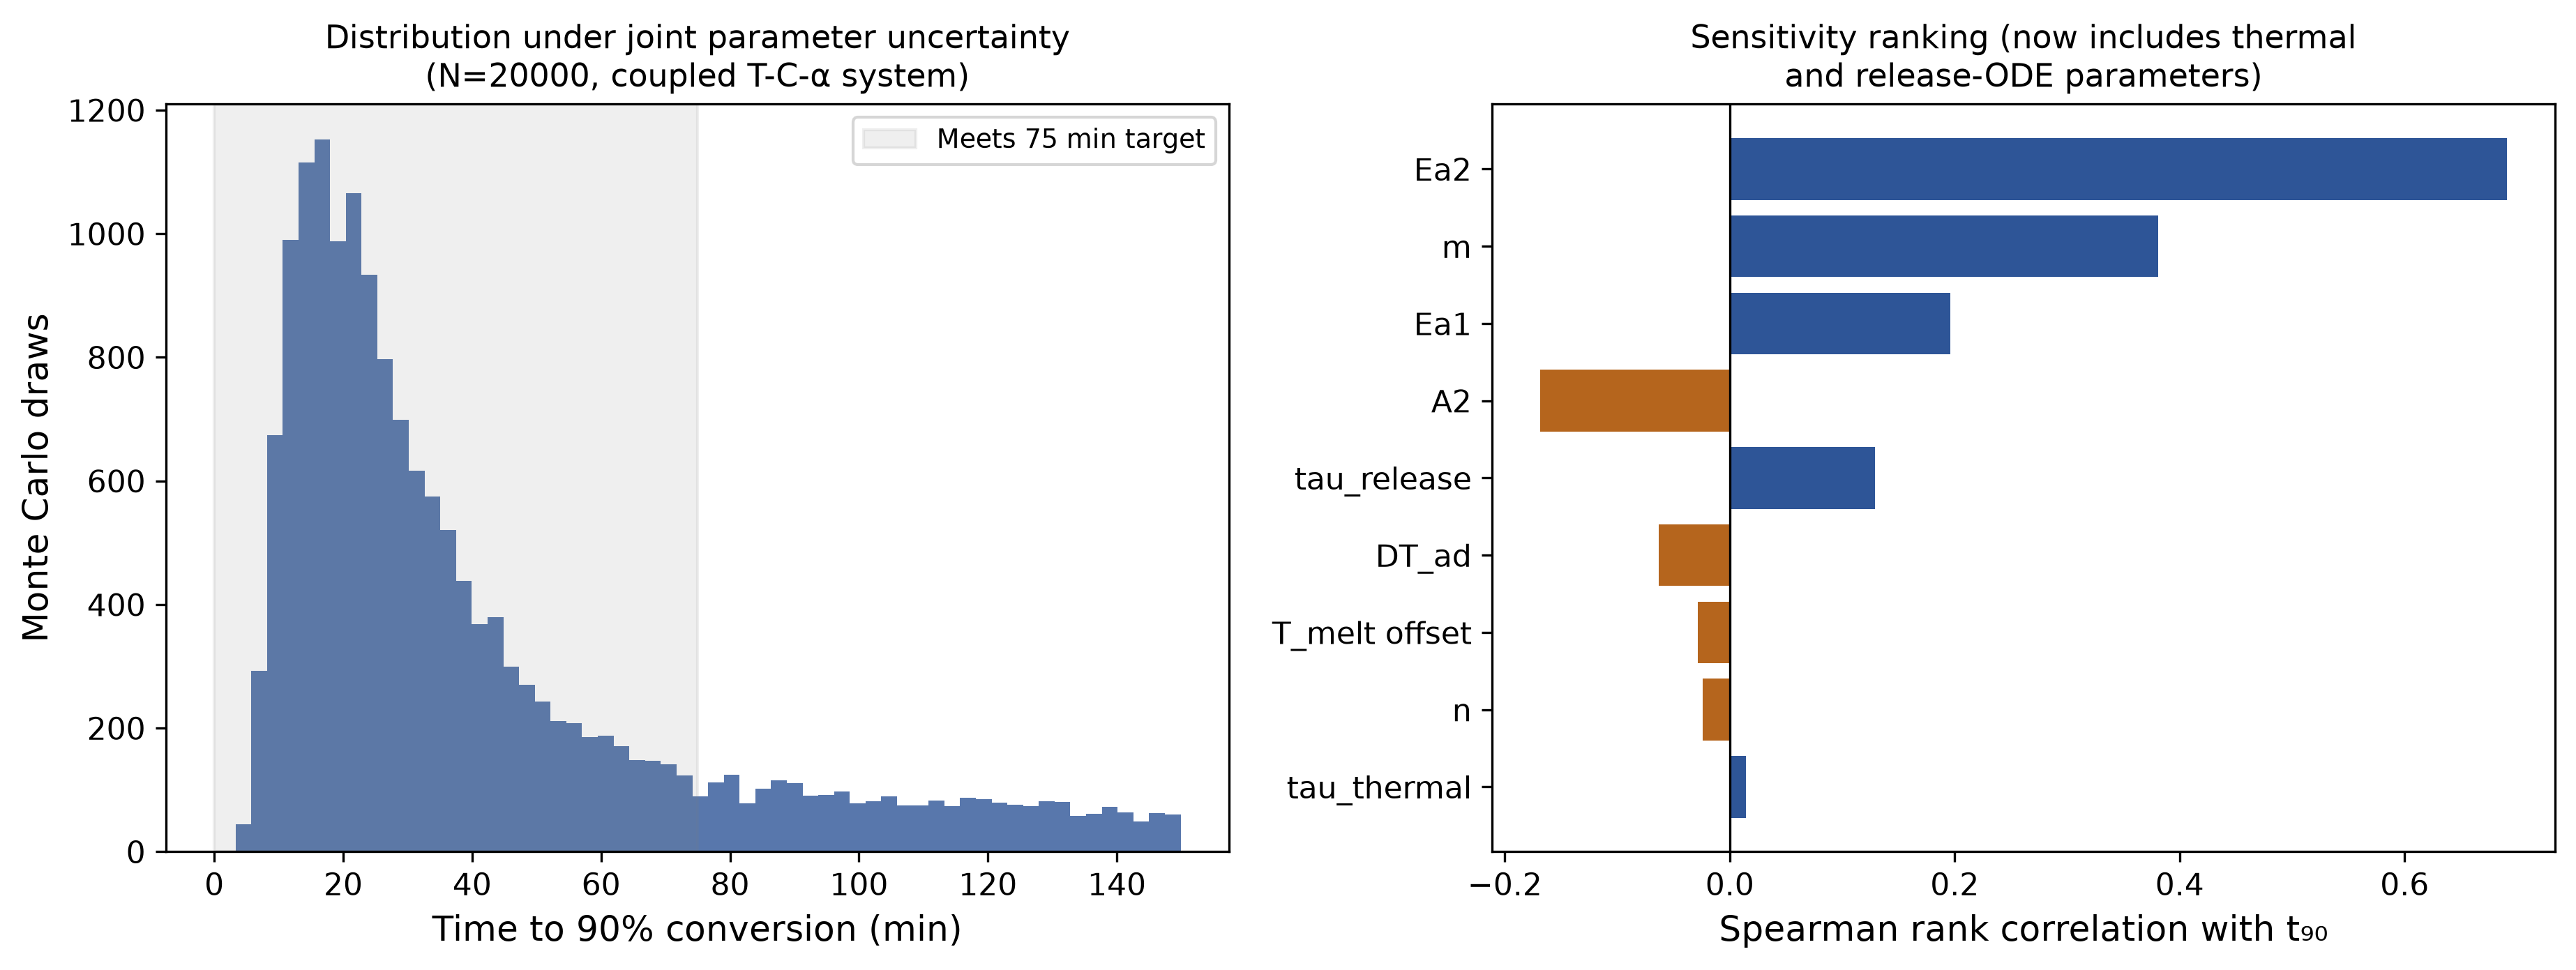 Distribution under joint parameter uncertainty
(N=20000, coupled T-C-α system)
Monte Carlo draws
1200
1000
800
600
400
200
0
Meets 75 min target
0 20 40 60 80 100 120 140
Time to 90% conversion (min)
Sensitivity ranking (now includes thermal
and release-ODE parameters)
Ea2
m
Ea1
A2
tau_release
DT_ad
T_melt offset
n
tau_thermal
−0.2 0.0 0.2 0.4 0.6
Spearman rank correlation with t₉₀